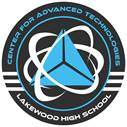 CENTER FOR ADVANCED TECHNOLOGIES
LAKEWOOD HIGH SCHOOL